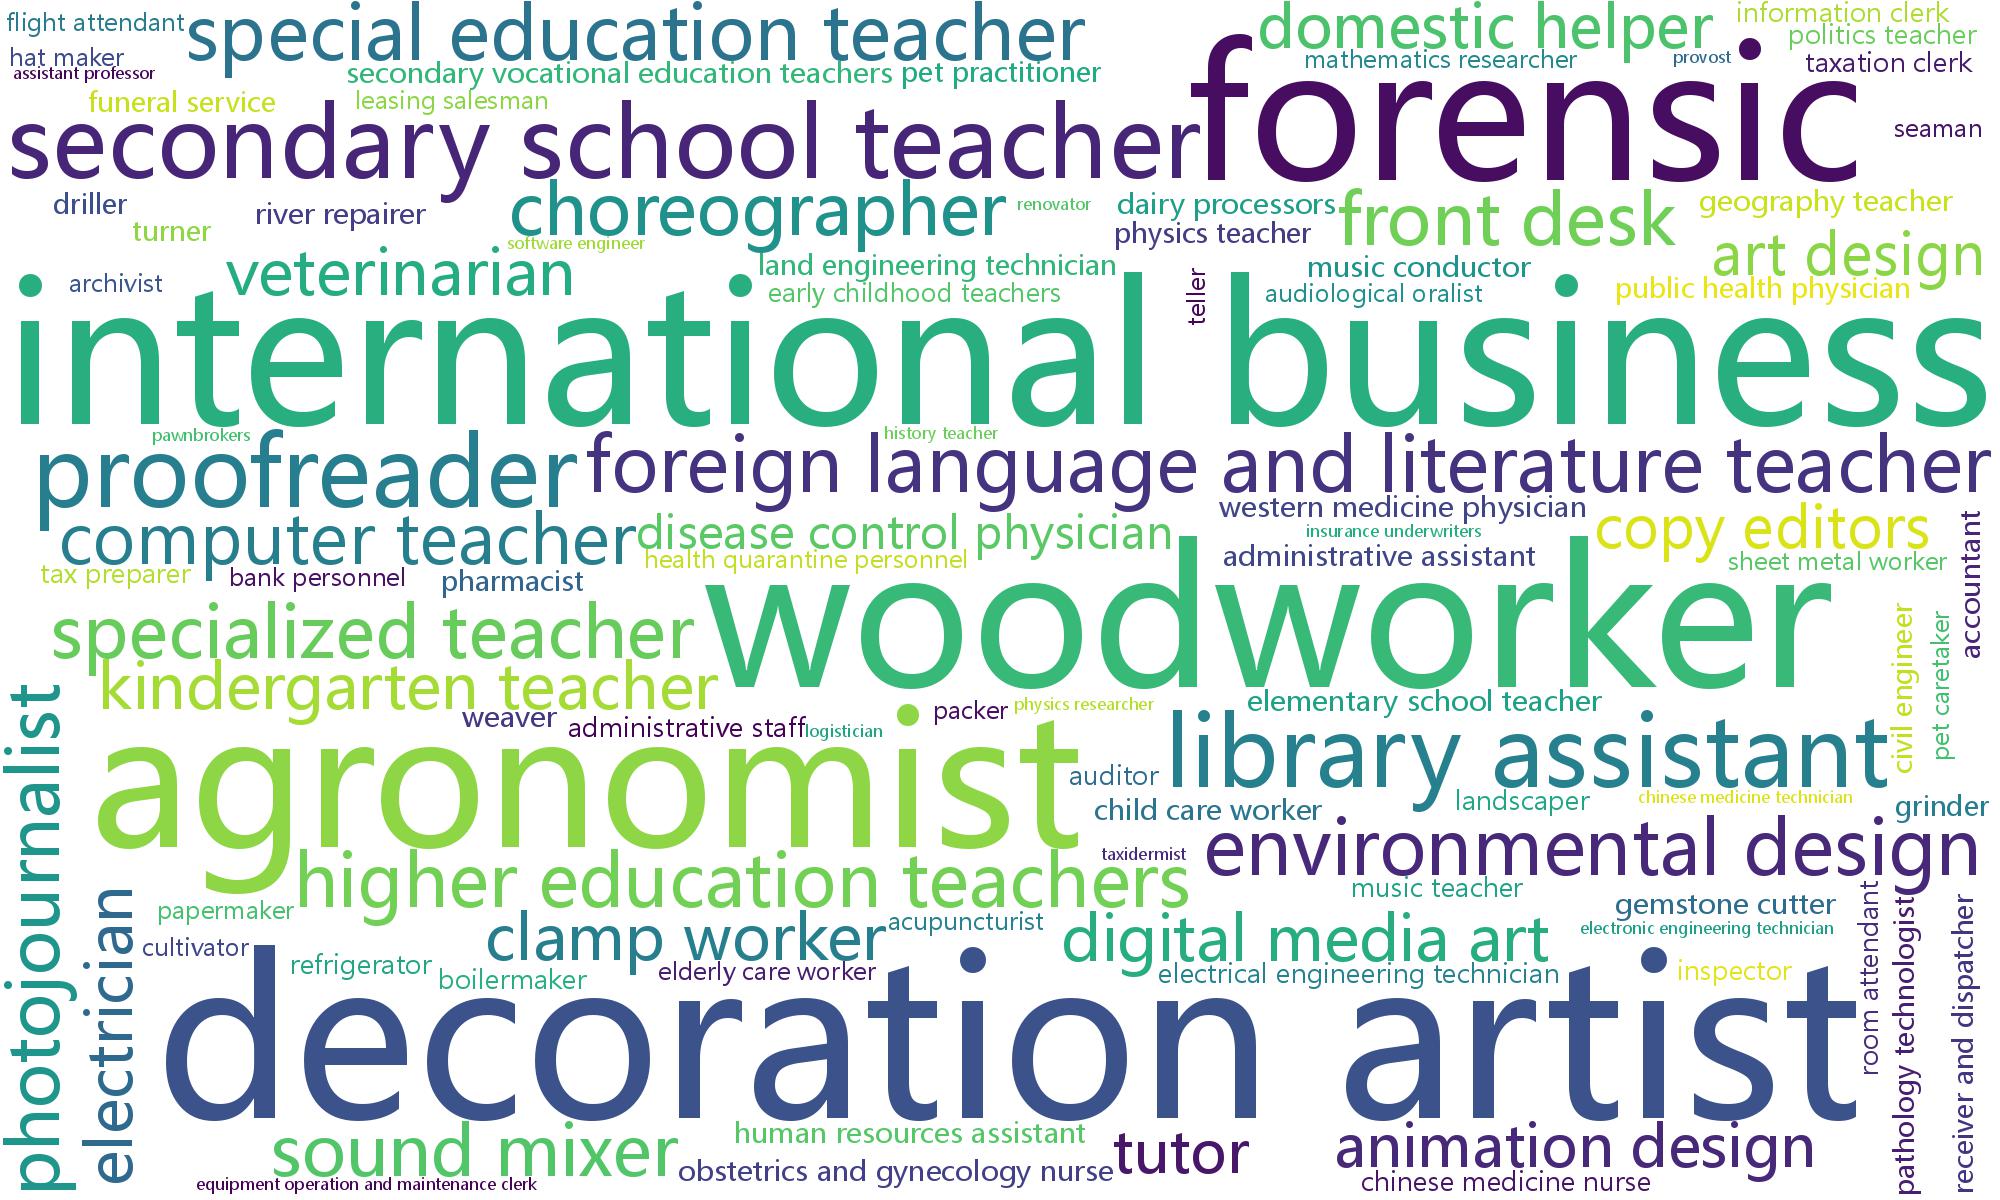 flight attendant
special education teacher
domestic helper
information clerk
politics teacher
hat maker
mathematics researcher
provost
taxation clerk
assistant professor
secondary vocational education teachers
pet practitioner
forensic
funeral service
leasing salesman
secondary school teacher
seaman
driller
river repairer
choreographer
renovator
dairy processors
front desk
geography teacher
turner
software engineer
physics teacher
art design
archivist
veterinarian
land engineering technician
early childhood teachers
teller
music conductor
audiological oralist
public health physician
international business
pawnbrokers
history teacher
proofreader
foreign language and literature teacher
western medicine physician
computer teacher
disease control physician
insurance underwriters
copy editors
accountant
tax preparer
bank personnel
pharmacist
health quarantine personnel
administrative assistant
sheet metal worker
specialized teacher
woodworker
civil engineer
pet caretaker
kindergarten teacher
elementary school teacher
photojournalist
weaver
administrative staff
logistician
packer
physics researcher
agronomist
library assistant
auditor
child care worker
landscaper
chinese medicine technician
grinder
taxidermist
environmental design
higher education teachers
music teacher
electrician
papermaker
acupuncturist
gemstone cutter
cultivator
clamp worker
digital media art
electronic engineering technician
room attendant
pathology technologist
receiver and dispatcher
refrigerator
boilermaker
elderly care worker
electrical engineering technician
inspector
decoration artist
sound mixer
human resources assistant
tutor
animation design
obstetrics and gynecology nurse
equipment operation and maintenance clerk
chinese medicine nurse